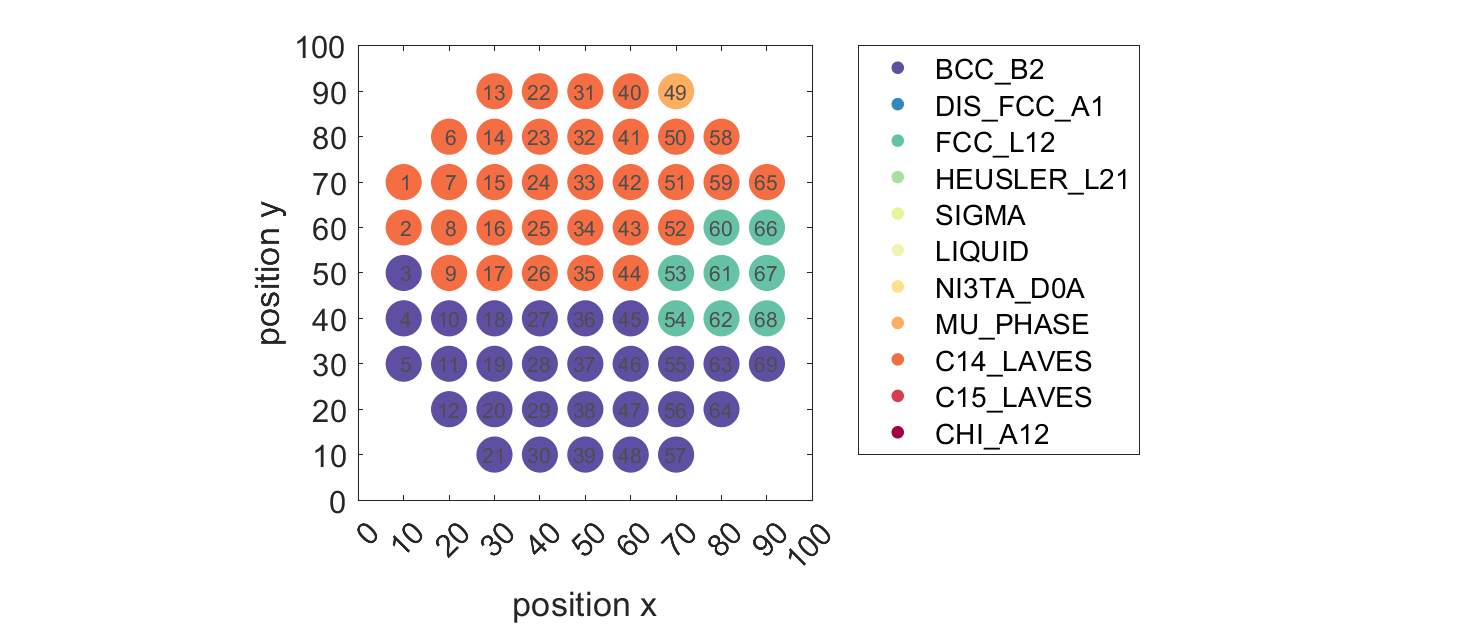 100
90
80
70
60
50
40
30
20
10
0
position y
13 22 31 40 49
6 14 23 32 41 50 58
1 7 15 24 33 42 51 59 65
2 8 16 25 34 43 52 60 66
3 9 17 26 35 44 53 61 67
4 10 18 27 36 45 54 62 68
5 11 19 28 37 46 55 63 69
12 20 29 38 47 56 64
21 30 39 48 57
0 10 20 30 40 50 60 70 80 90 100
position x
BCC_B2
DIS_FCC_A1
FCC_L12
HEUSLER_L21
SIGMA
LIQUID
NI3TA_D0A
MU_PHASE
C14_LAVES
C15_LAVES
CHI_A12